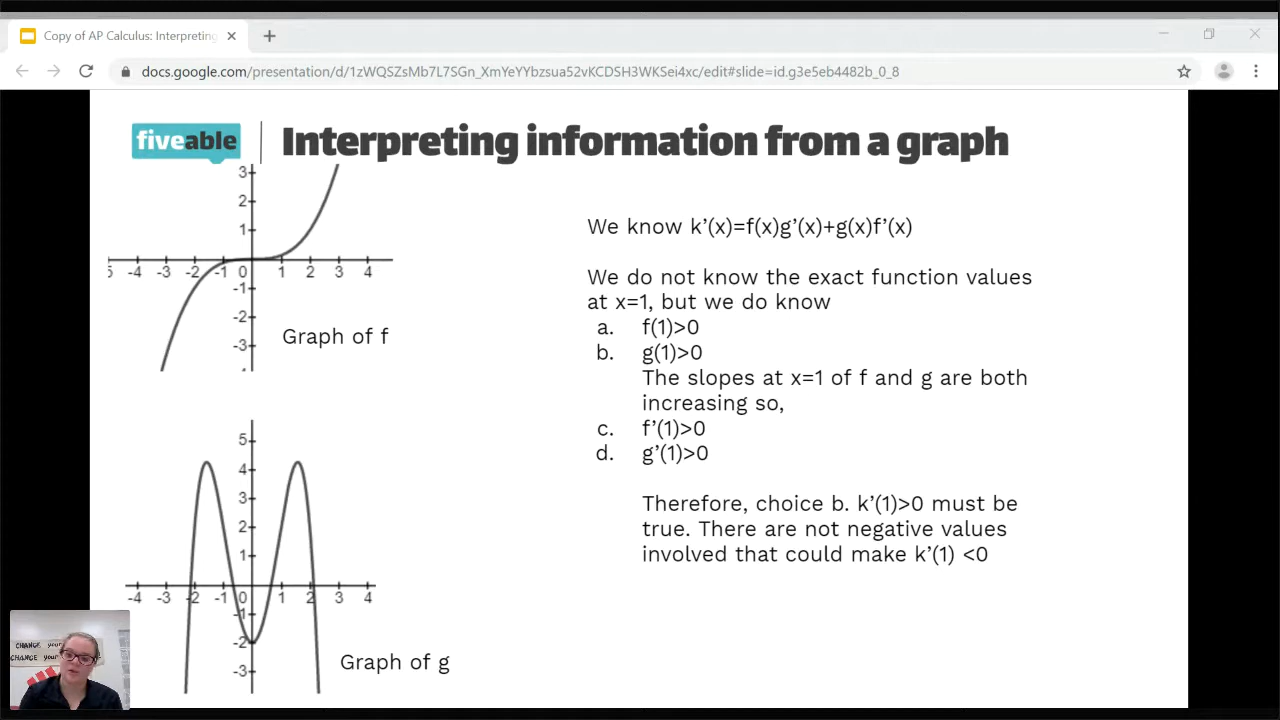 Copy of AP Calculus: Interpreting
docs.google.com/presentation/d/1zWQSZsMb7L7SGn_XmYeYYbzsua52vKCDSH3WKSei4xc/edit#slide=id.g3e5eb4482b_0_8
fiveable
Interpreting information from a graph
3
2
1
5 -4 -3 -2 -1 0 1 2 3 4
-1
-2
-3
Graph of f
We know k’(x)=f(x)g’(x)+g(x)f’(x)
We do not know the exact function values
at x=1, but we do know
a. f(1)>0
b. g(1)>0
The slopes at x=1 of f and g are both
increasing so,
c. f’(1)>0
d. g’(1)>0
Therefore, choice b. k’(1)>0 must be
true. There are not negative values
involved that could make k’(1) <0
5
4
3
2
1
-4 -3 -2 -1 0 1 2 3 4
-1
-2
-3
Graph of g
CHANGE your
CHANGE your